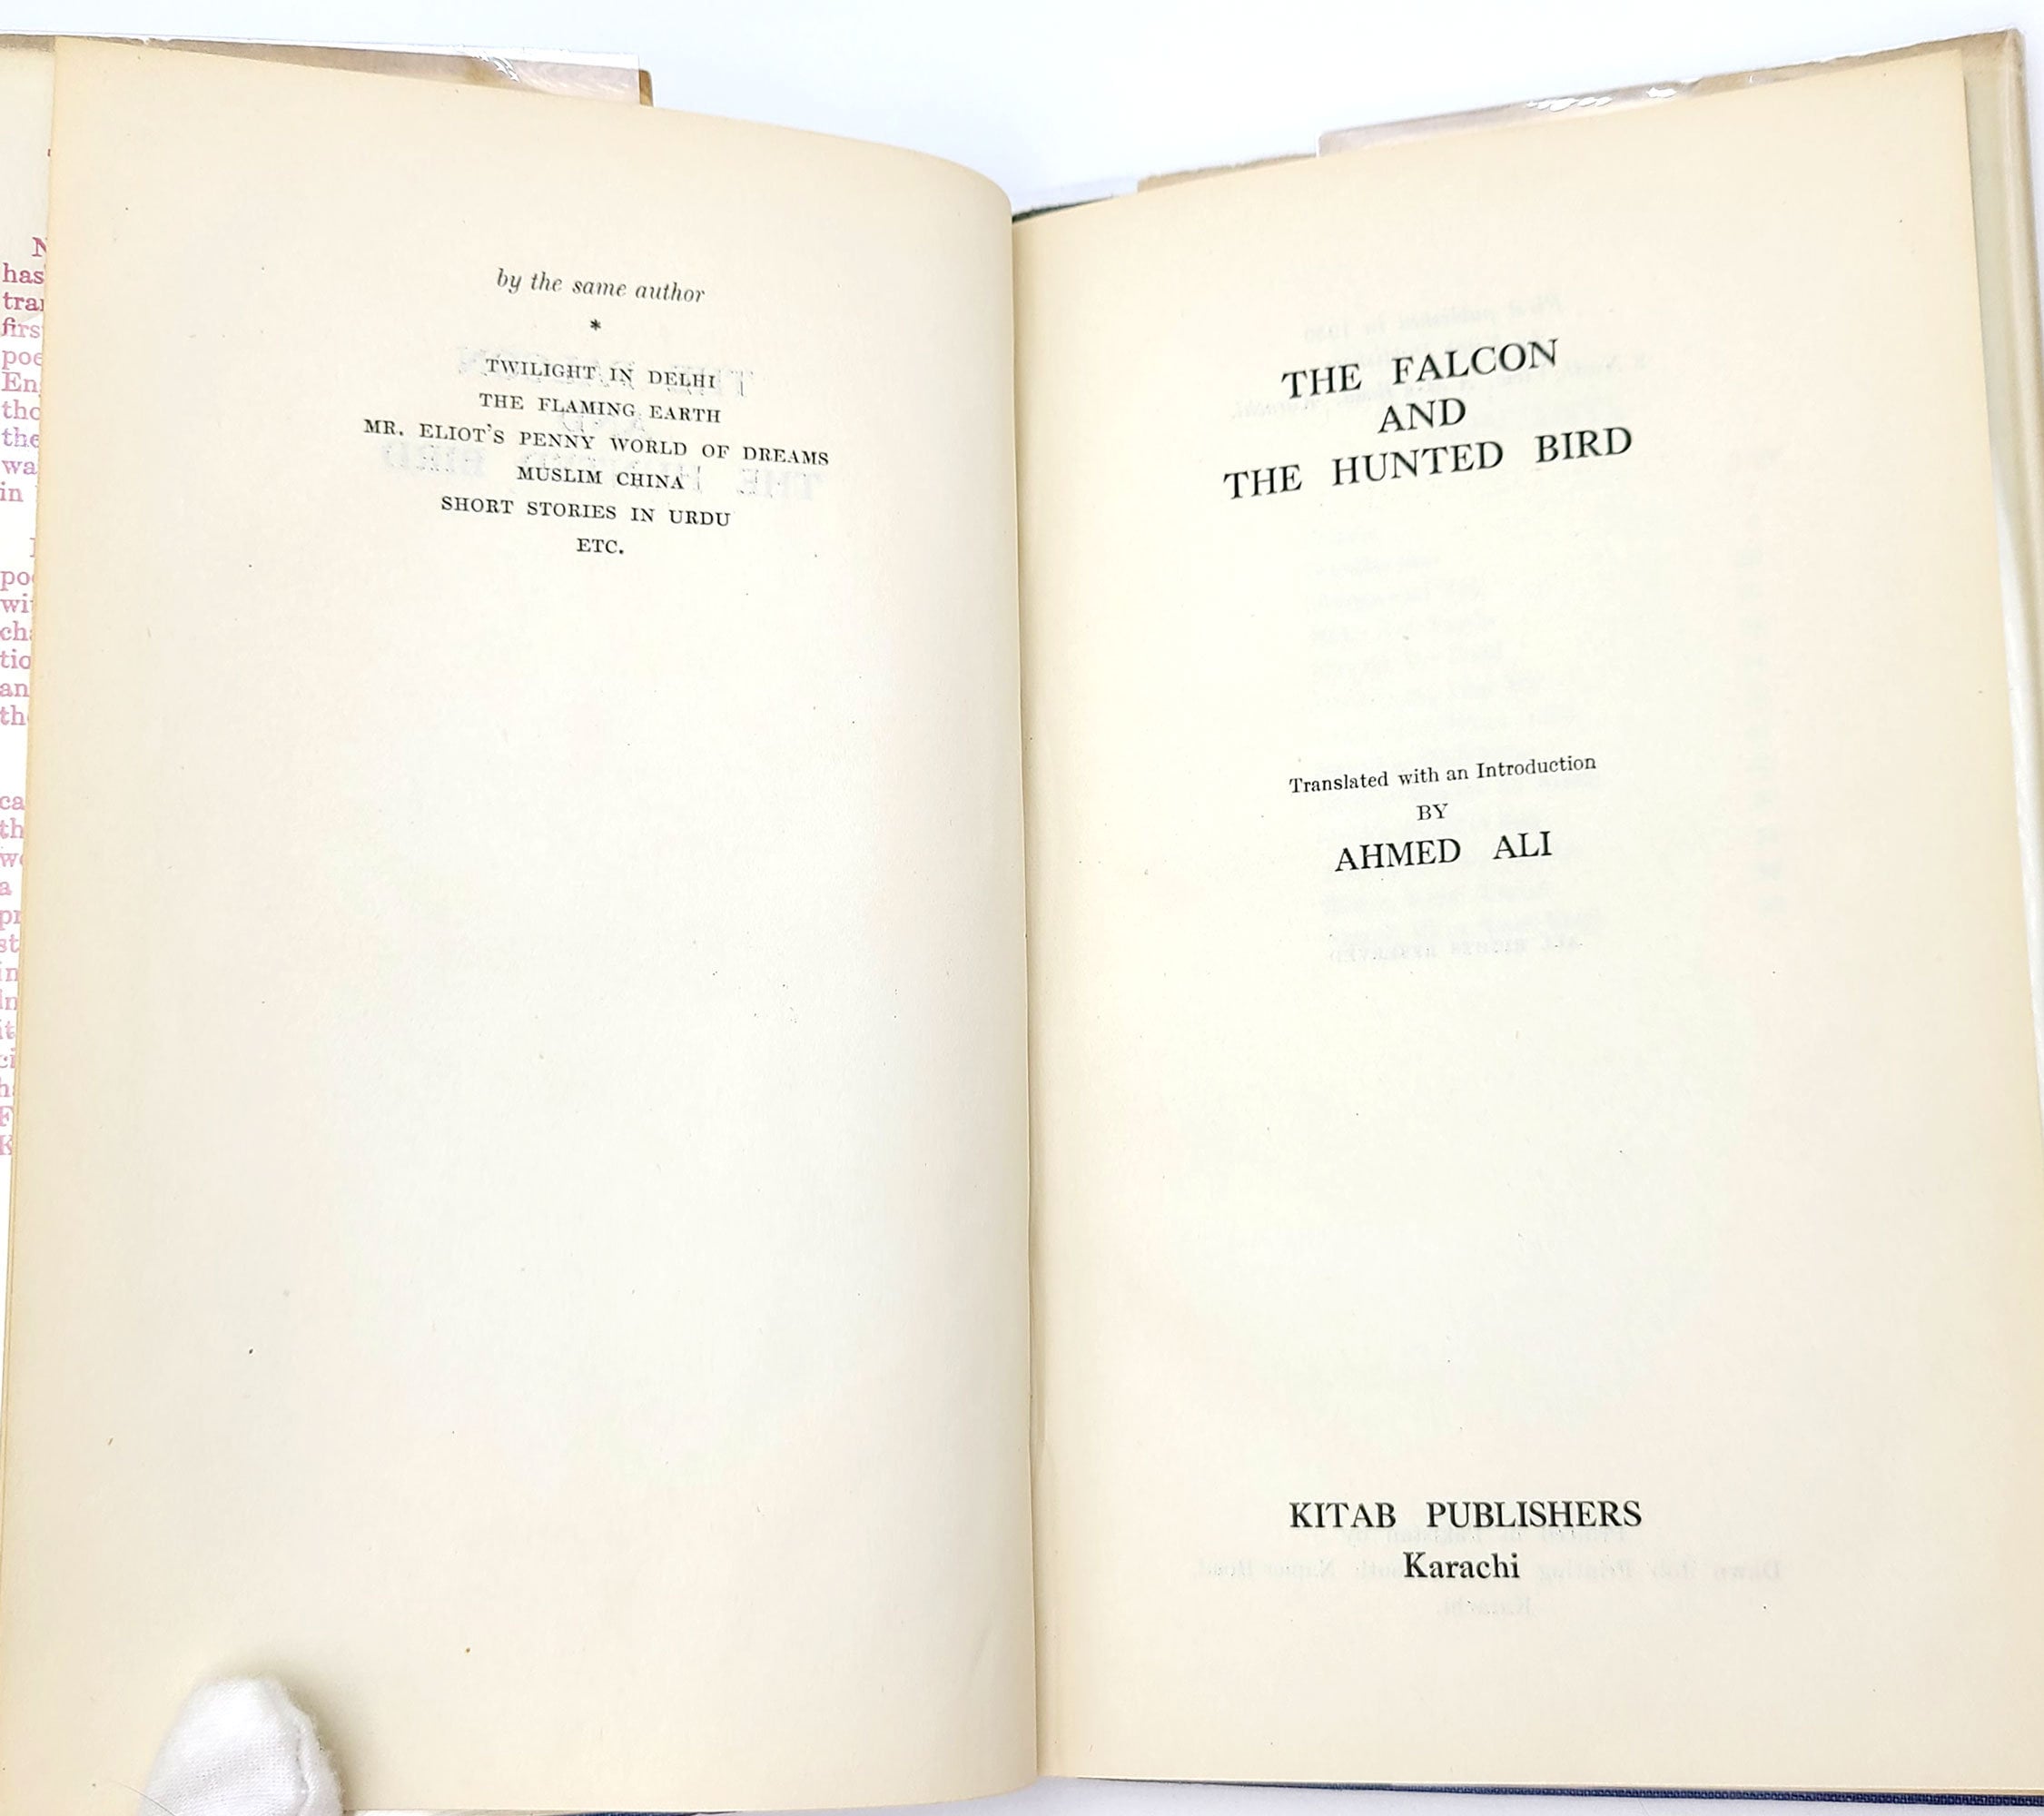 by the same author
*
TWILIGHT IN DELHI
THE FLAMING EARTH
MR. ELIOT'S PENNY WORLD OF DREAMS
MUSLIM CHINA
SHORT STORIES IN URDU
ETC.
THE FALCON
AND
THE HUNTED BIRD
Translated with an Introduction
BY
AHMED ALI
KITAB PUBLISHERS
Karachi